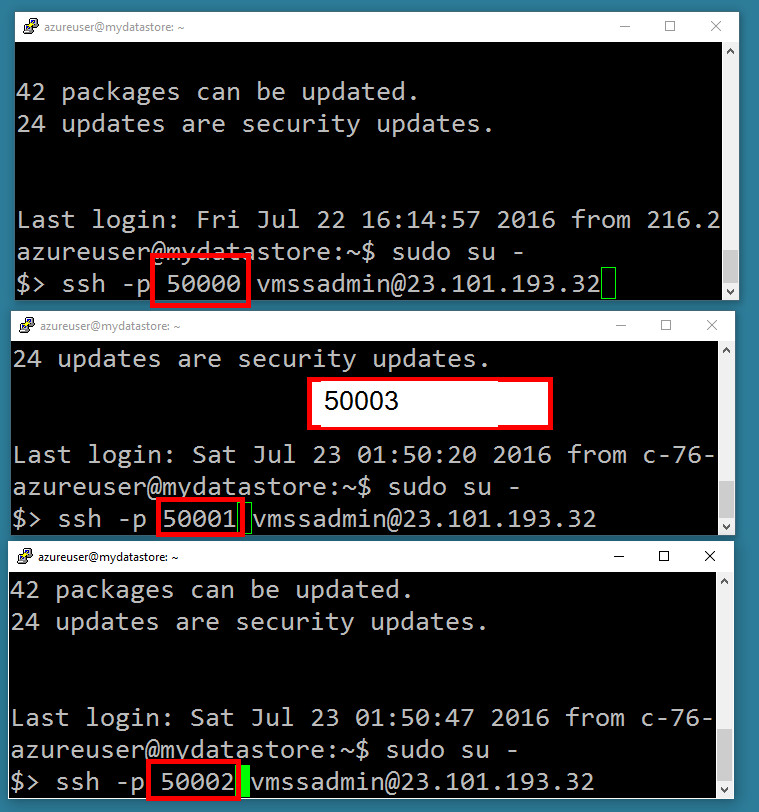 azureuser@mydatastore: ~
42 packages can be updated.
24 updates are security updates.
Last login: Fri Jul 22 16:14:57 2016 from 216.2
azureuser@mydatastore:~$ sudo su -
$> ssh -p 50000 vmssadmin@23.101.193.32
azureuser@mydatastore: ~
24 updates are security updates.
50003
Last login: Sat Jul 23 01:50:20 2016 from c-76-
azureuser@mydatastore:~$ sudo su -
$> ssh -p 50001 vmssadmin@23.101.193.32
azureuser@mydatastore: ~
42 packages can be updated.
24 updates are security updates.
Last login: Sat Jul 23 01:50:47 2016 from c-76-
azureuser@mydatastore:~$ sudo su -
$> ssh -p 50002 vmssadmin@23.101.193.32